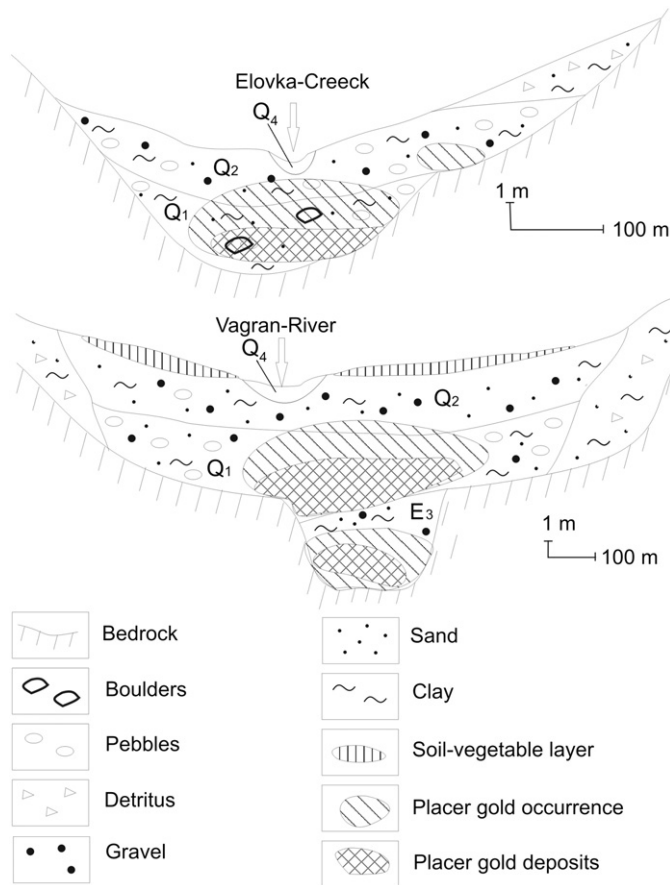 Elovka-Creeck
Q4
Q2
Q1
1 m
100 m
Vagran-River
Q4
Q2
Q1
E3
1 m
100 m
Bedrock
Boulders
Pebbles
Detritus
Gravel
Sand
Clay
Soil-vegetable layer
Placer gold occurrence
Placer gold deposits